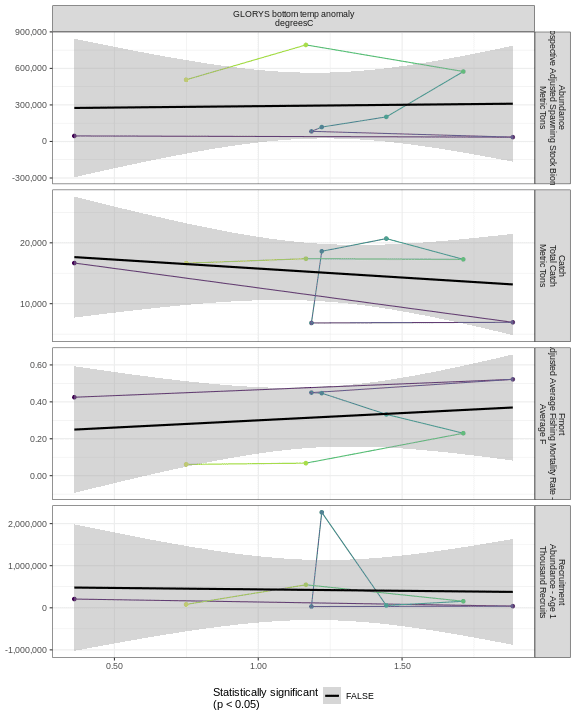 GLORYS bottom temp anomaly
degreesC
900,000
600,000
300,000
0
-300,000
Abundance
Adjusted Spawning Stock
Metric Tons
20,000
10,000
Catch
Total Catch
Metric Tons
0.60
0.40
0.20
0.00
Fmort
Average Fishing Mortality Rate -
Average F
2,000,000
1,000,000
0
-1,000,000
Recruitment
Abundance - Age 1
Thousand Recruits
0.50
1.00
1.50
Statistically significant
(p < 0.05)
FALSE